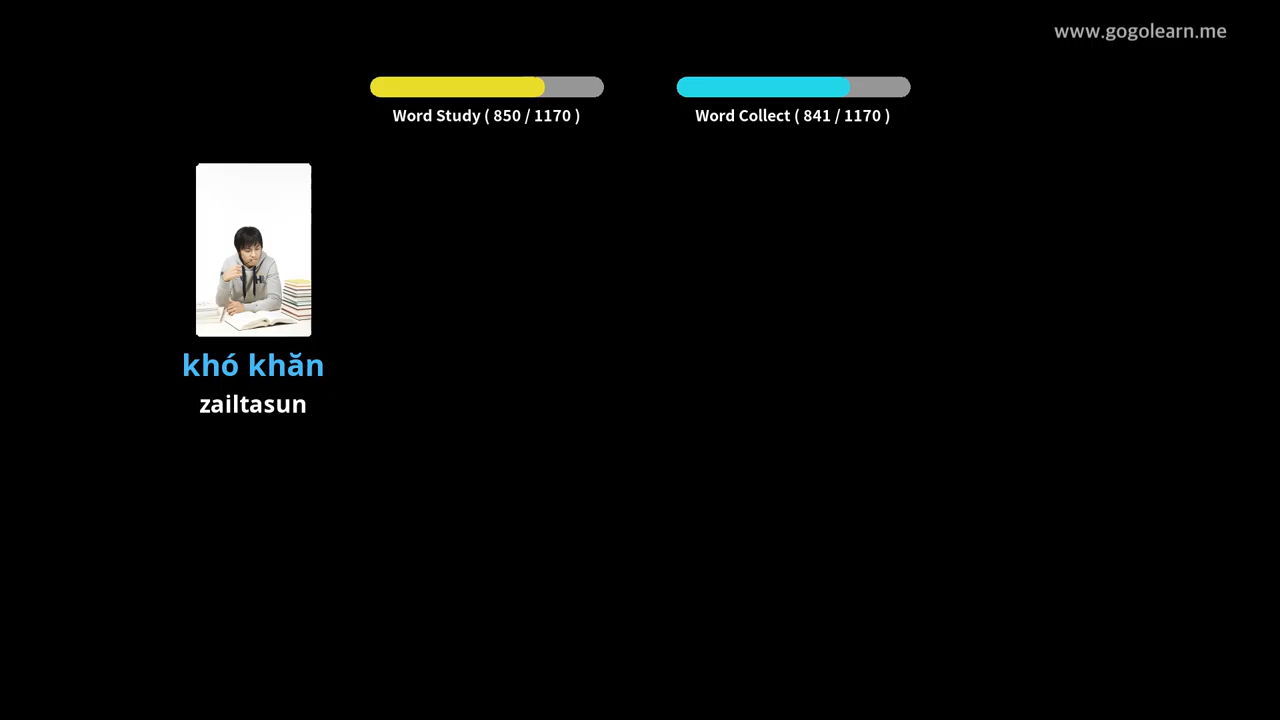 www.gogolearn.me
Word Study ( 850 / 1170 )
Word Collect ( 841 / 1170 )
khó khăn
zailtasun